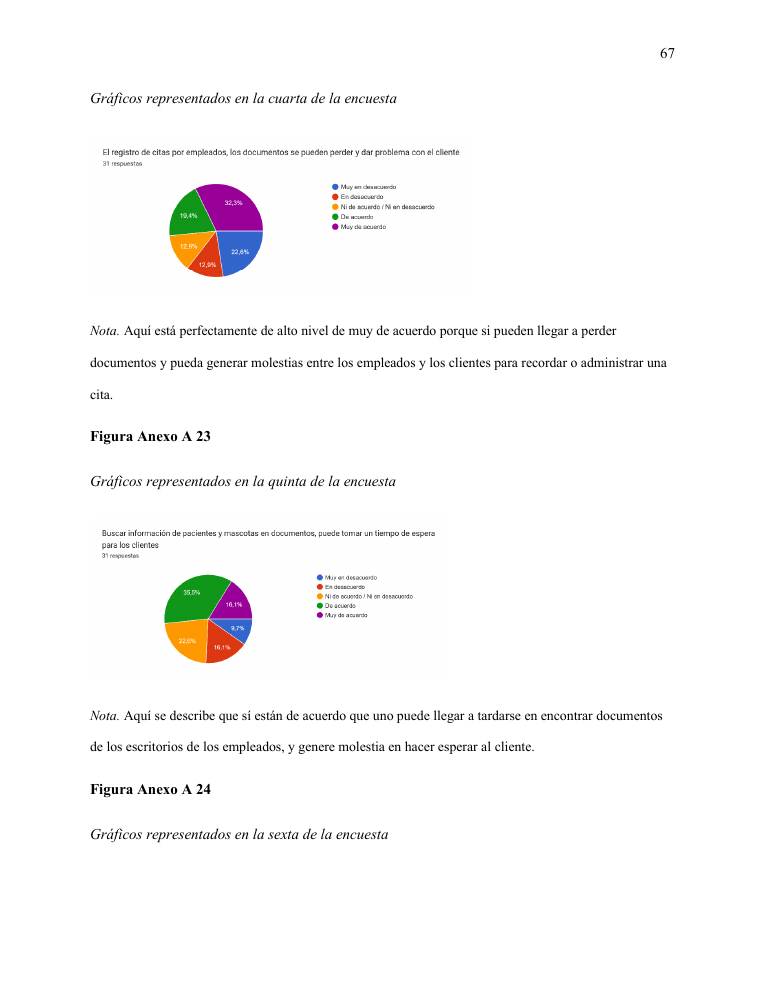 67
Gráficos representados en la cuarta de la encuesta
El registro de citas por empleados, los documentos se pueden perder y dar problema con el cliente
31 respuestas
Muy en desacuerdo
En desacuerdo
Ni de acuerdo / Ni en desacuerdo
De acuerdo
Muy de acuerdo
32,3%
19,4%
12,9%
12,9%
22,6%
Nota. Aquí está perfectamente de alto nivel de muy de acuerdo porque si pueden llegar a perder
documentos y pueda generar molestias entre los empleados y los clientes para recordar o administrar una
cita.
Figura Anexo A 23
Gráficos representados en la quinta de la encuesta
Buscar información de pacientes y mascotas en documentos, puede tomar un tiempo de espera
para los clientes
31 respuestas
Muy en desacuerdo
En desacuerdo
Ni de acuerdo / Ni en desacuerdo
De acuerdo
Muy de acuerdo
35,5%
16,1%
9,7%
22,6%
16,1%
Nota. Aquí se describe que sí están de acuerdo que uno puede llegar a tardarse en encontrar documentos
de los escritorios de los empleados, y genere molestia en hacer esperar al cliente.
Figura Anexo A 24
Gráficos representados en la sexta de la encuesta